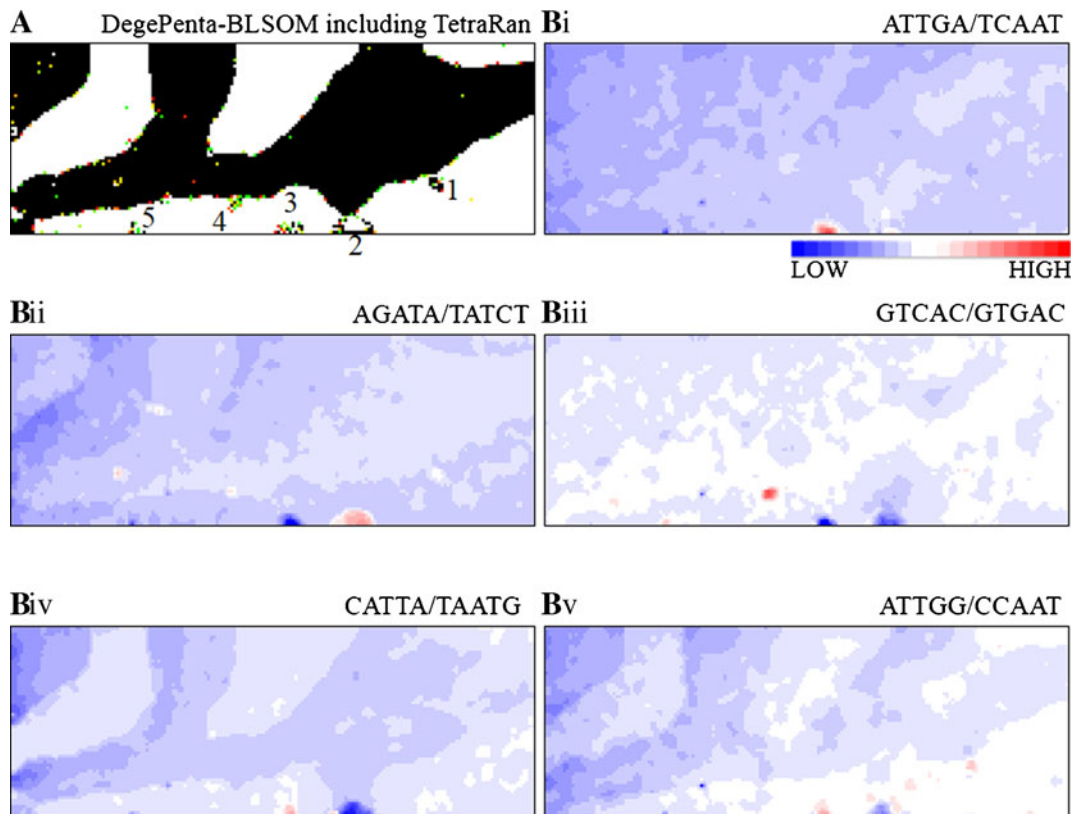 A DegePenta-BLSOM including TetraRan
Bi ATTGA/TCAAT
1
2
3
4
5
LOW HIGH
Bii AGATA/TATCT
Biii GTCAC/GTGAC
Biv CATTA/TAATG
Bv ATTGG/CCAAT